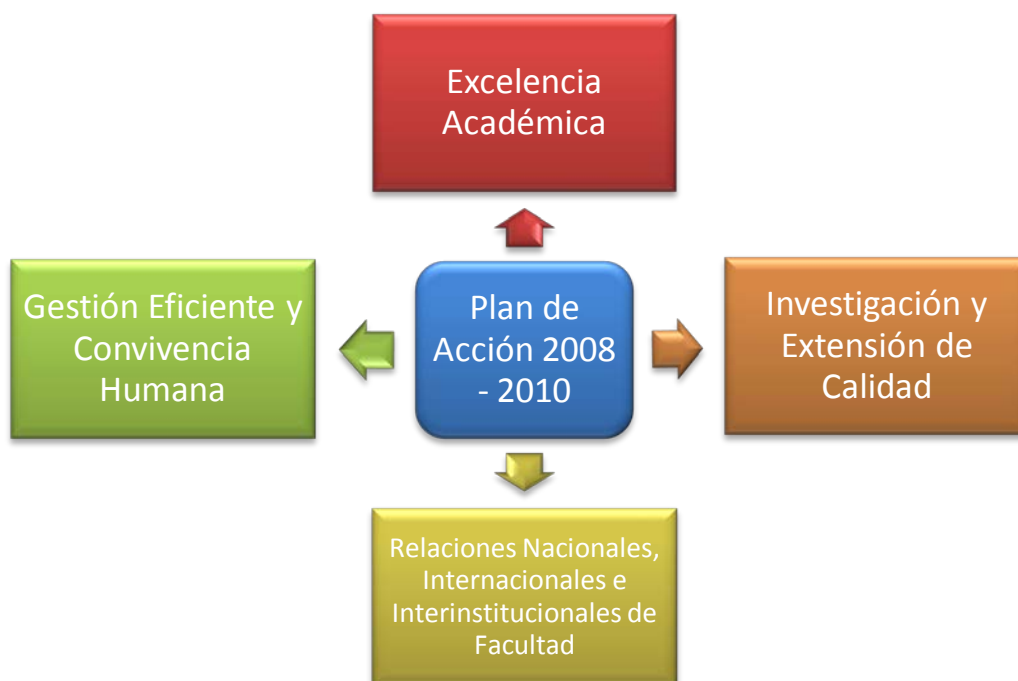 Excelencia
Académica
Gestión Eficiente y
Convivencia
Humana
Plan de
Acción 2008
- 2010
Investigación y
Extensión de
Calidad
Relaciones Nacionales,
Internacionales e
Interinstitucionales de
Facultad